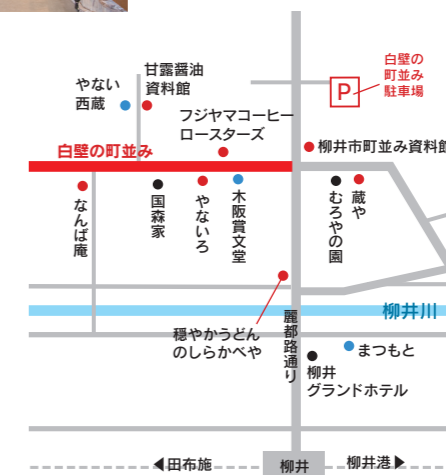 白壁の
町並み
駐車場
P
甘露醤油
資料館
やない
西蔵
フジヤマコーヒー
ロースターズ
白壁の町並み
柳井市町並み資料館
なんば庵
国森家
やないろ
木阪賞文堂
むろやの園
蔵や
柳井川
穏やかうどん
のしらかべや
麗都路通り
まつもと
柳井
グランドホテル
◀田布施
柳井
柳井港▶